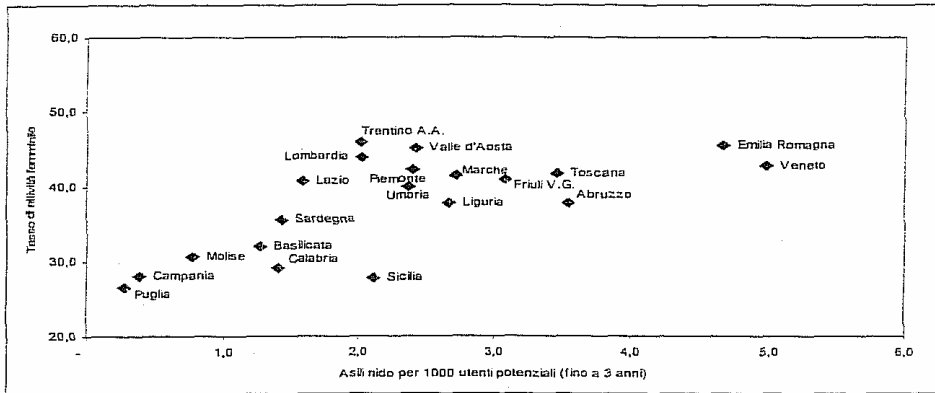 60,0
50,0
40,0
30,0
20,0
Tasso di attività femminile
Trentino A.A.
Valle d'Aosta
Emilia Romagna
Lombardia
Veneto
Lazio
Piemonte
Marche
Toscana
Umbria
Friuli V.G.
Liguria
Abruzzo
Sardegna
Basilicata
Molise
Calabria
Campania
Sicilia
Puglia
- 1,0 2,0 3,0 4,0 5,0 6,0
Asili nido per 1000 utenti potenziali (fino a 3 anni)